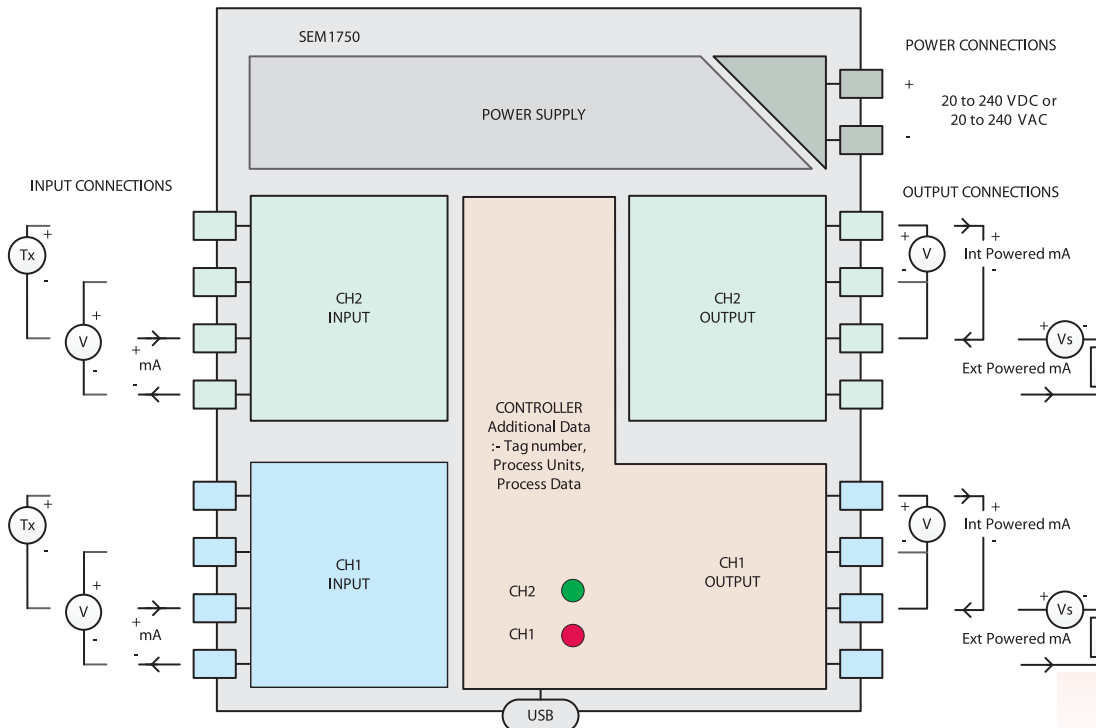 SEM1750
POWER CONNECTIONS
POWER SUPPLY
+
20 to 240 VDC or
20 to 240 VAC
-
INPUT CONNECTIONS
OUTPUT CONNECTIONS
+
Tx
-
+
V
-
+
mA
-
CH2
INPUT
CH2
OUTPUT
+
V
-
+
Int Powered mA
-
+
Vs
-
Ext Powered mA
CONTROLLER
Additional Data
:- Tag number,
Process Units,
Process Data
+
Tx
-
+
V
-
+
mA
-
CH1
INPUT
CH1
OUTPUT
CH2
CH1
+
V
-
+
Int Powered mA
-
+
Vs
-
Ext Powered mA
USB